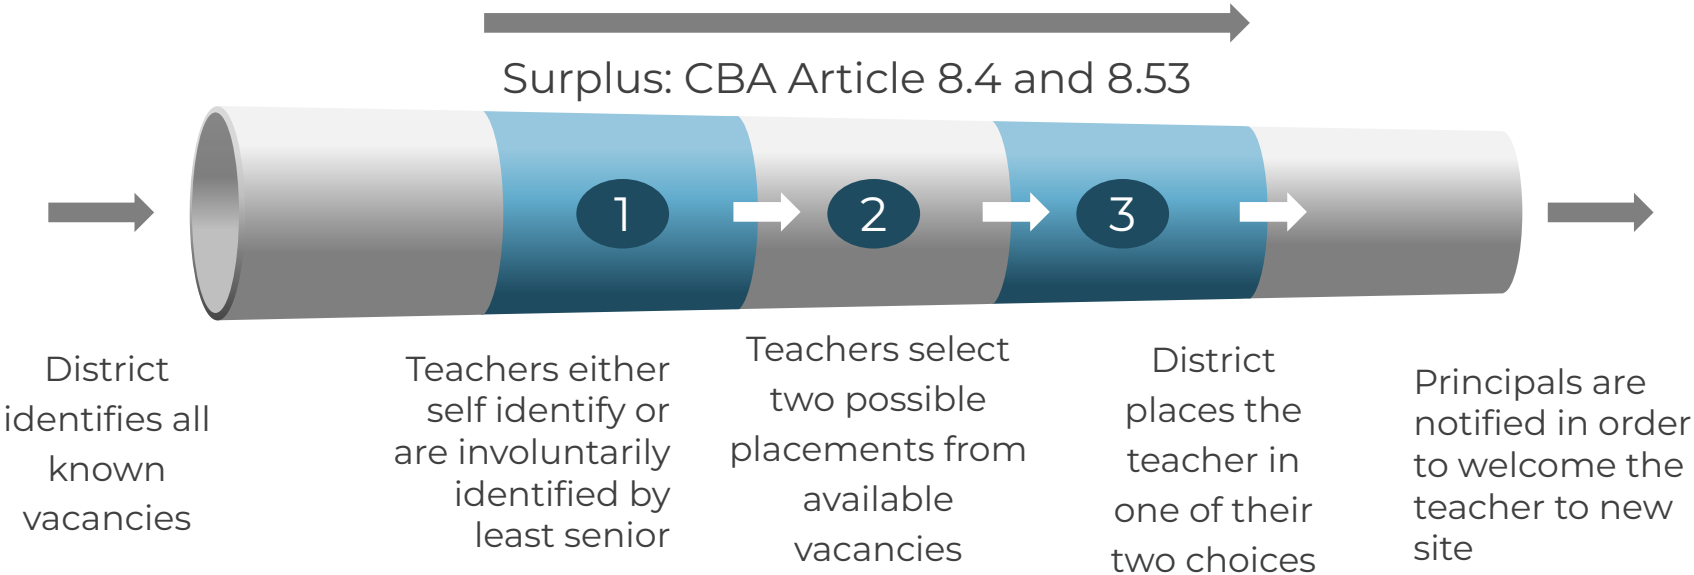 Surplus: CBA Article 8.4 and 8.53
1
2
3
District
identifies all
known
vacancies
Teachers either
self identify or
are involuntarily
identified by
least senior
Teachers select
two possible
placements from
available
vacancies
District
places the
teacher in
one of their
two choices
Principals are
notified in order
to welcome the
teacher to new
site